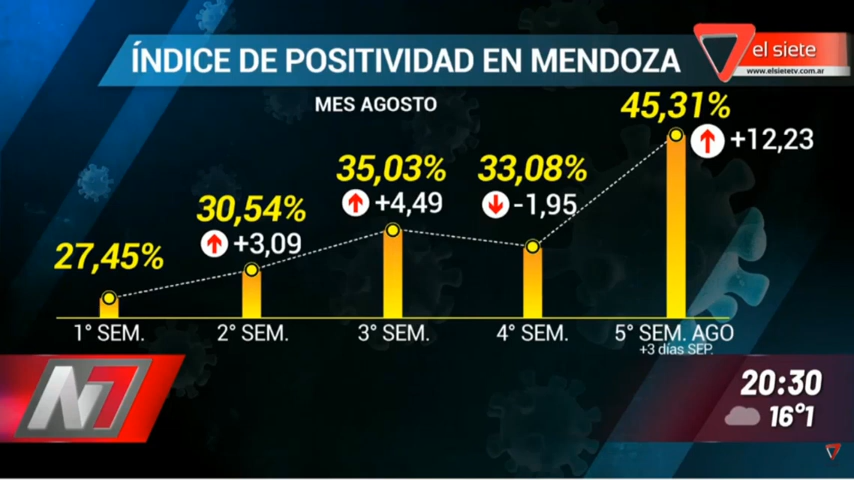 ÍNDICE DE POSITIVIDAD EN MENDOZA
el siete
www.elsietetv.com.ar
MES AGOSTO
27,45%
30,54%
+3,09
35,03%
+4,49
33,08%
-1,95
45,31%
+12,23
1° SEM.
2° SEM.
3° SEM.
4° SEM.
5° SEM. AGO
+3 días SEP.
N7
20:30
16°1